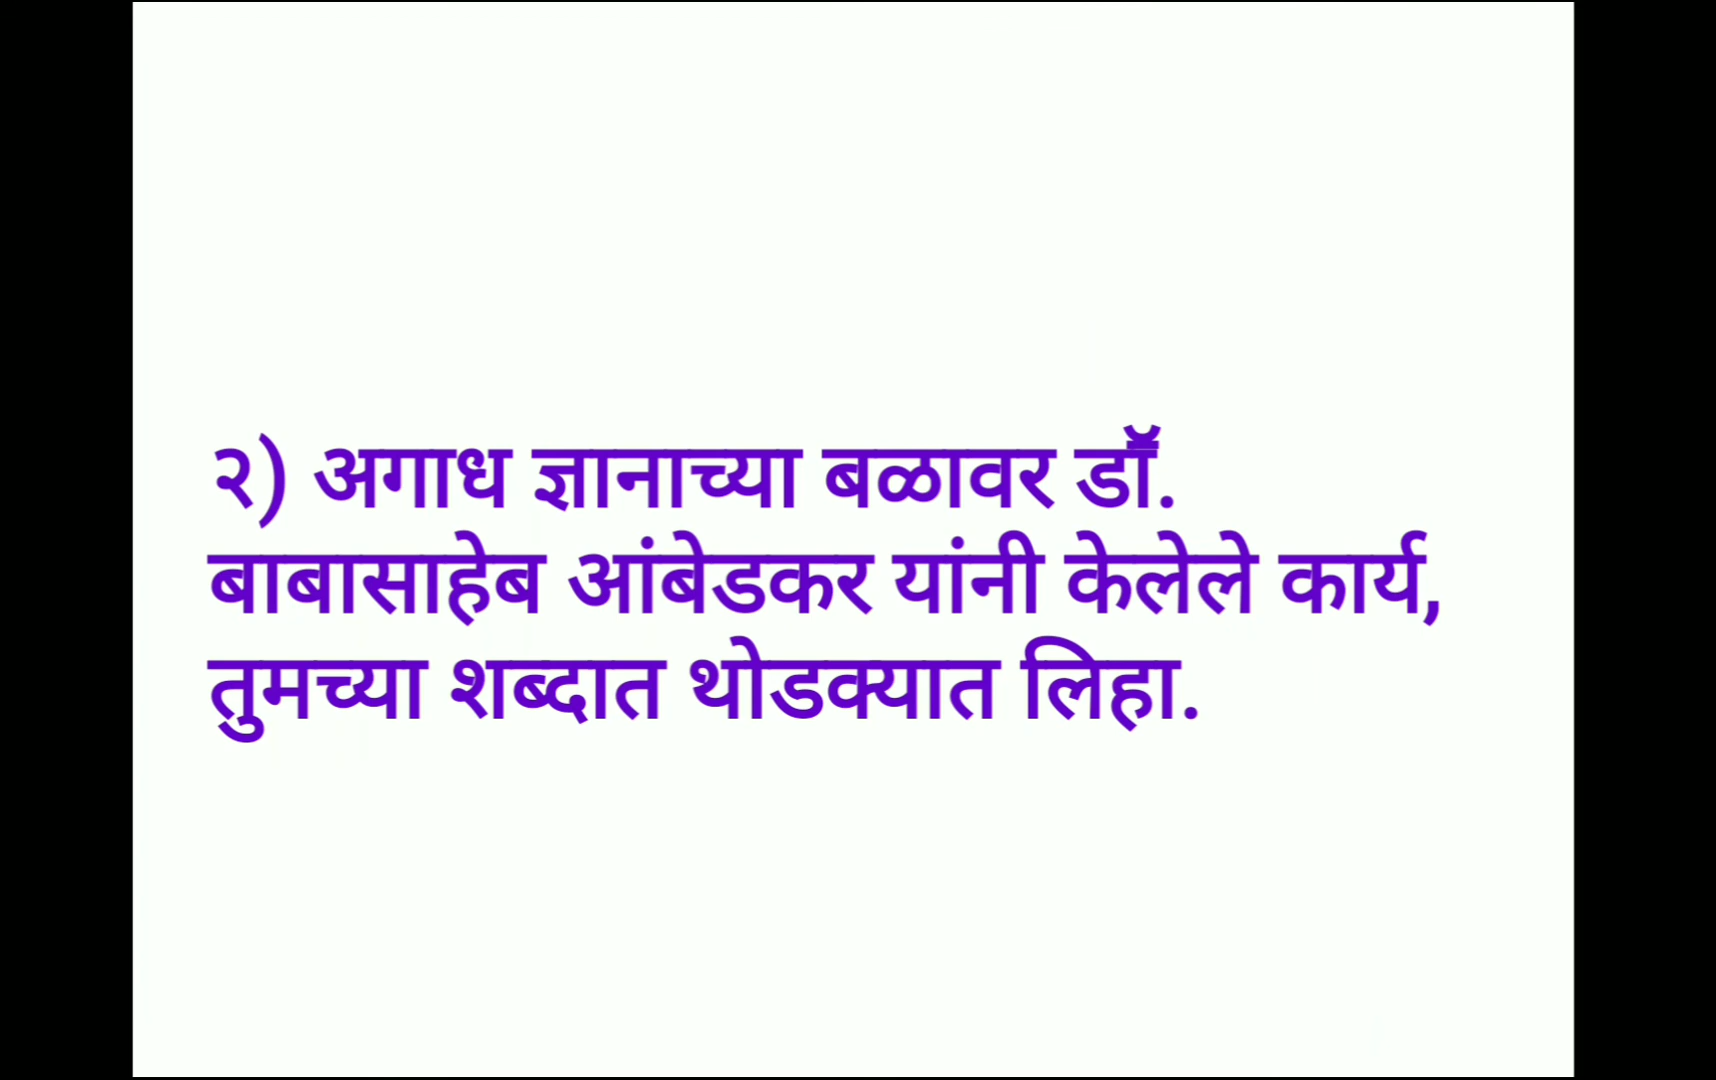 २) अगाध ज्ञानाच्या बळावर डॉ.
बाबासाहेब आंबेडकर यांनी केलेले कार्य,
तुमच्या शब्दात थोडक्यात लिहा.